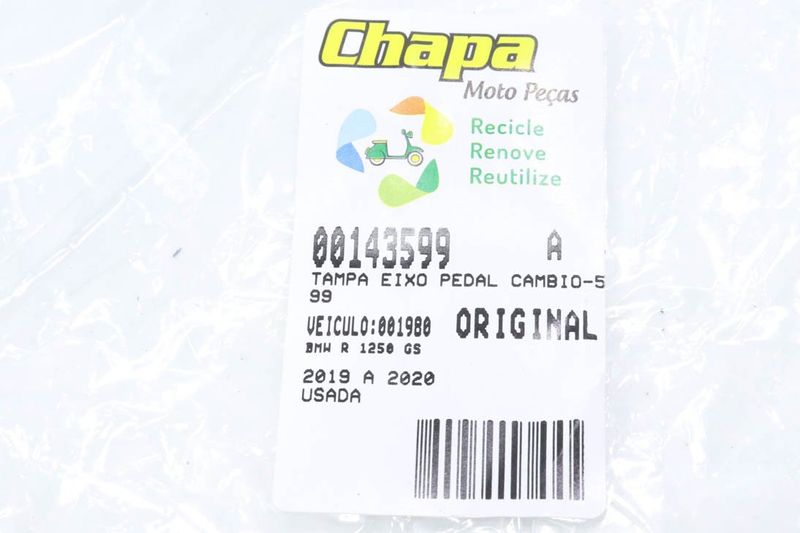 Chapa
Moto Peças
Recicle
Renove
Reutilize
00143599 A
TAMPA EIXO PEDAL CAMBIO-5
99
VEICULO:001980 ORIGINAL
BMW R 1250 GS
2019 A 2020
USADA